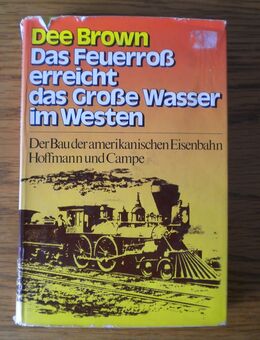 Dee Brown
Das Feuerroß
erreicht
das Große Wasser
im Westen
Der Bau der amerikanischen Eisenbahn
Hoffmann und Campe